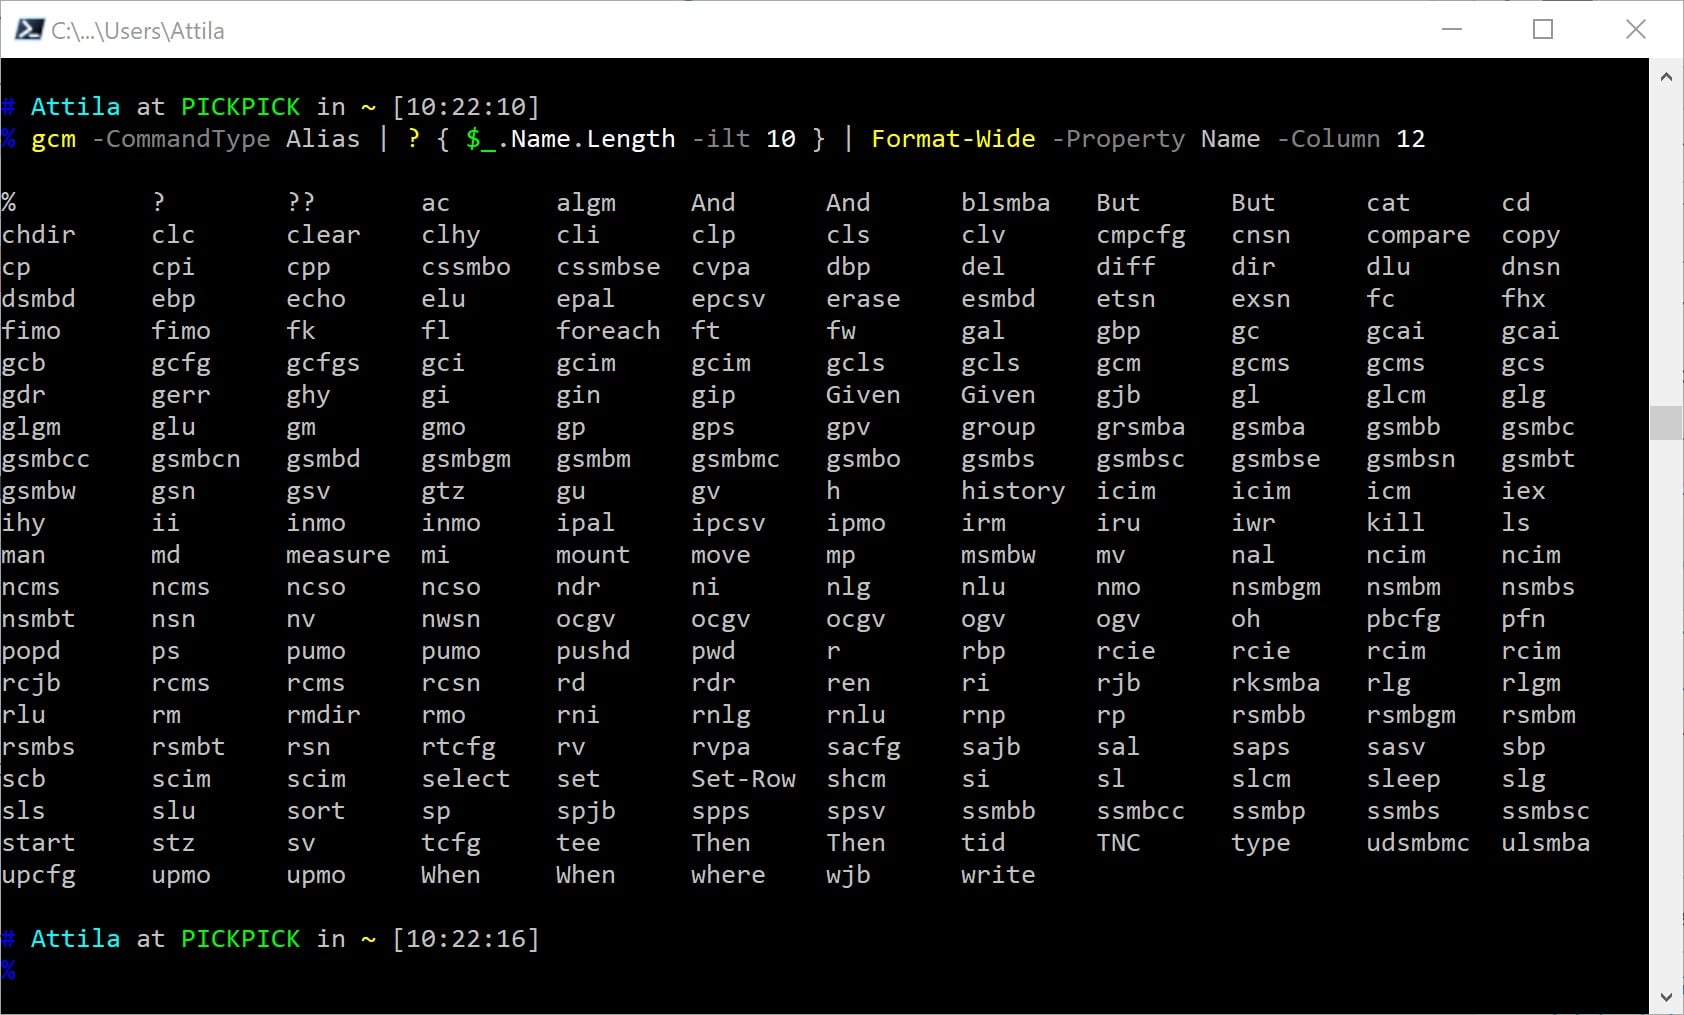 C:\...\Users\Attila
# Attila at PICKPICK in ~ [10:22:10]
% gcm -CommandType Alias | ? { $_.Name.Length -ilt 10 } | Format-Wide -Property Name -Column 12
% ? ?? ac algm And And blsmba But But cat cd
chdir clc clear clhy cli clp cls clv cmpcfg cnsn compare copy
cp cpi cpp cssmbo cssmbse cvpa dbp del diff dir dlu dnsn
dsmbd ebp echo elu epal epcsv erase esmbd etsn exsn fc fhx
fimo fimo fk fl foreach ft fw gal gbp gc gcai gcai
gcb gcfg gcfgs gci gcim gcim gcls gcls gcm gcms gcms gcs
gdr gerr ghy gi gin gip Given Given gjb gl glcm glg
glgm glu gm gmo gp gps gpv group grsmba gsmba gsmbb gsmbc
gsmbcc gsmbcn gsmbd gsmbgm gsmbm gsmbmc gsmbo gsmbs gsmbsc gsmbse gsmbsn gsmbt
gsmbw gsn gsv gtz gu gv h history icim icim icm iex
ihy ii inmo inmo ipal ipcsv ipmo irm iru iwr kill ls
man md measure mi mount move mp msmbw mv nal ncim ncim
ncms ncms ncso ncso ndr ni nlg nlu nmo nsmbgm nsmbm nsmbs
nsmbt nsn nv nwsn ocgv ocgv ocgv ogv ogv oh pbcfg pfn
popd ps pumo pumo pushd pwd r rbp rcie rcie rcim rcim
rcjb rcms rcms rcsn rd rdr ren ri rjb rksmba rlg rlgm
rlu rm rmdir rmo rni rnlg rnlu rnp rp rsmbb rsmbgm rsmbm
rsmbs rsmbt rsn rtcfg rv rvpa sacfg sajb sal saps sasv sbp
scb scim scim select set Set-Row shcm si sl slcm sleep slg
sls slu sort sp spjb spps spsv ssmbb ssmbcc ssmbp ssmbs ssmbsc
start stz sv tcfg tee Then Then tid TNC type udsmbmc ulsmba
upcfg upmo upmo When When where wjb write
# Attila at PICKPICK in ~ [10:22:16]
%